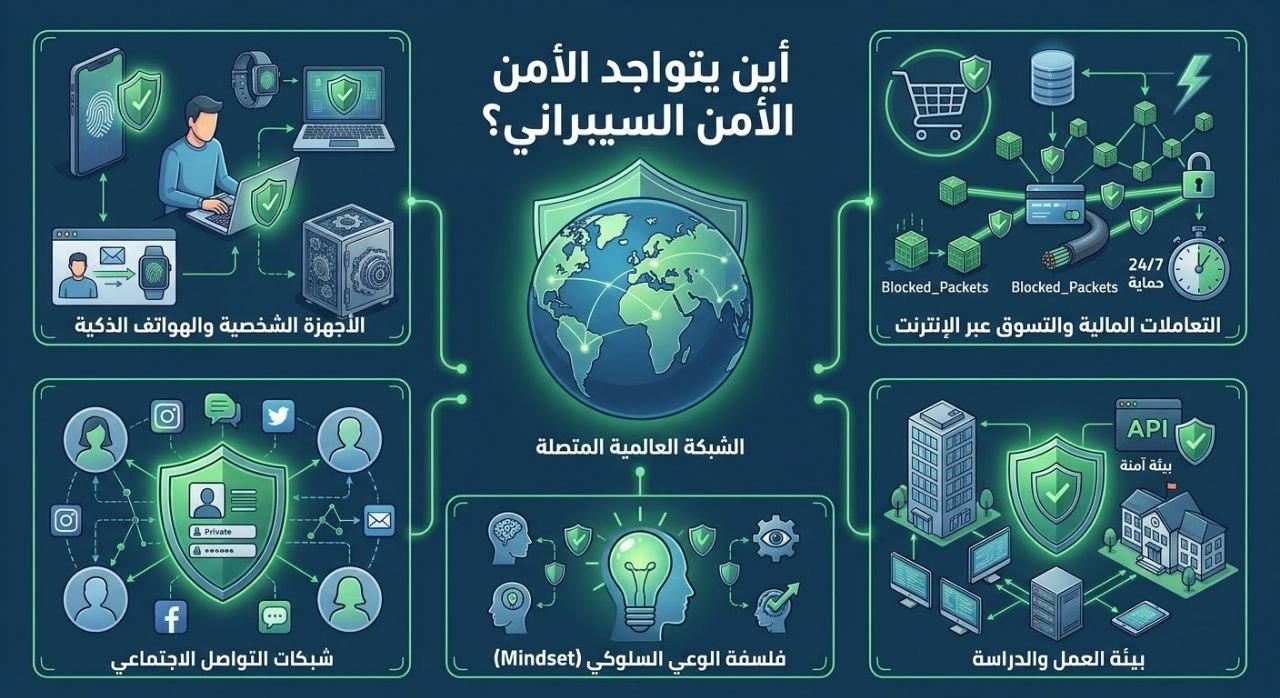 أين يتواجد الأمن
الأمن السيبراني؟
الأجهزة الشخصية والهواتف الذكية
Blocked_Packets
Blocked_Packets
24/7
حماية
التعاملات المالية والتسوق عبر الإنترنت
الشبكة العالمية المتصلة
Private
شبكات التواصل الاجتماعي
فلسفة الوعي السلوكي (Mindset)
API
بيئة آمنة
بيئة العمل والدراسة